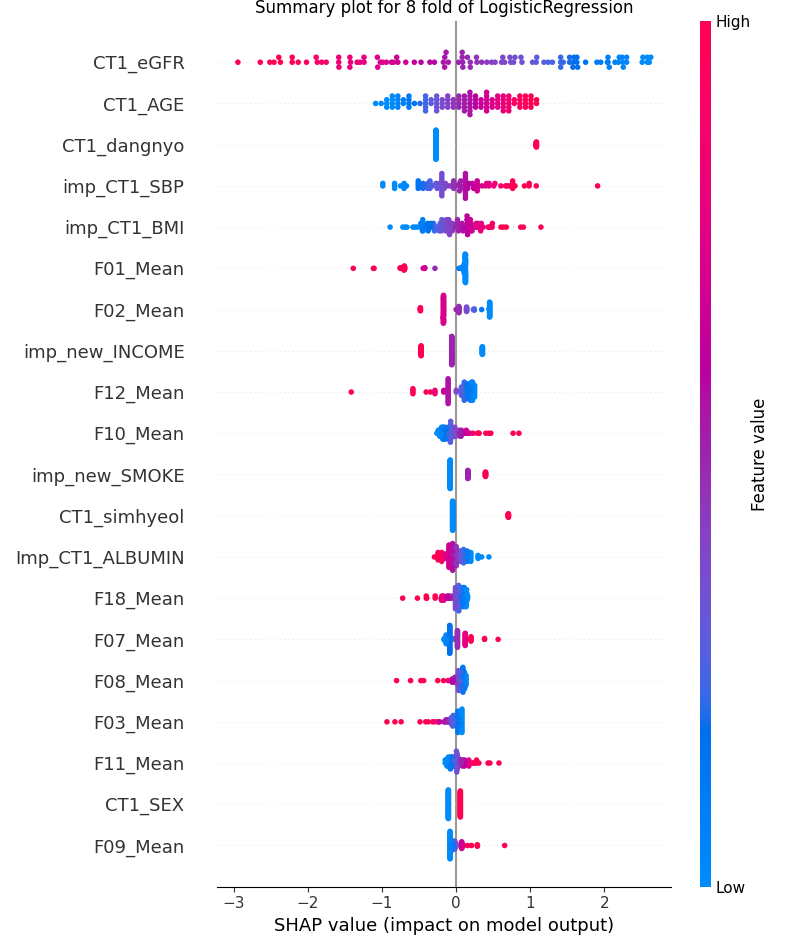 Summary plot for 8 fold of LogisticRegression
High
CT1_eGFR
CT1_AGE
CT1_dangnyo
imp_CT1_SBP
imp_CT1_BMI
F01_Mean
F02_Mean
imp_new_INCOME
F12_Mean
F10_Mean
imp_new_SMOKE
CT1_simhyeol
Imp_CT1_ALBUMIN
F18_Mean
F07_Mean
F08_Mean
F03_Mean
F11_Mean
CT1_SEX
F09_Mean
Feature value
Low
−3 −2 −1 0 1 2
SHAP value (impact on model output)